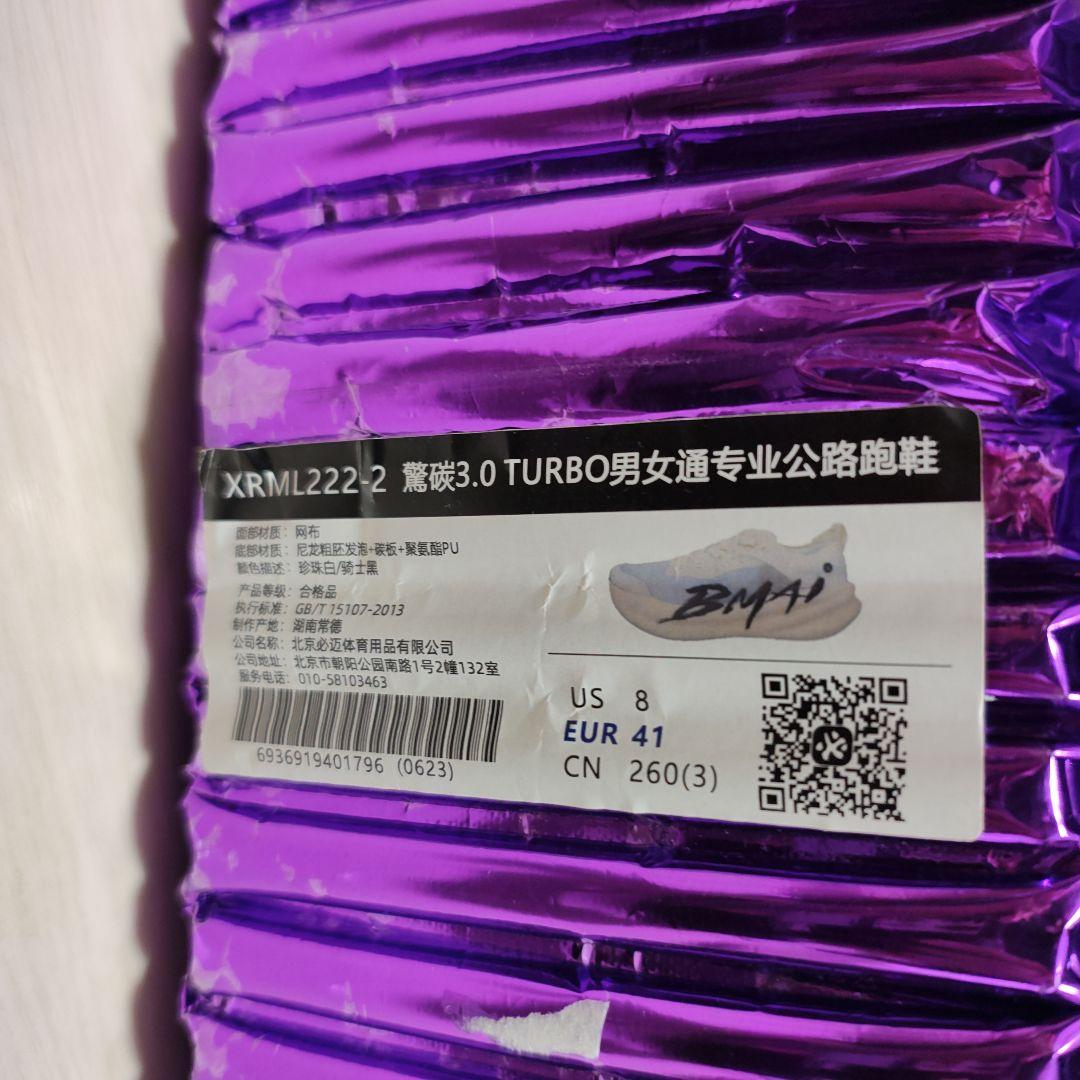 XRML222-2 驚碳3.0 TURBO男女通专业公路跑鞋
面部材质：网布
底部材质：尼龙粗胚发泡+碳板+聚氨酯PU
颜色描述：珍珠白/骑士黑
产品等级：合格品
执行标准：GB/T 15107-2013
制作产地：湖南常德
公司名称：北京必迈体育用品有限公司
公司地址：北京市朝阳公园南路1号2幢132室
服务电话：010-58103463
6936919401796 (0623)
BMAI
US 8
EUR 41
CN 260(3)